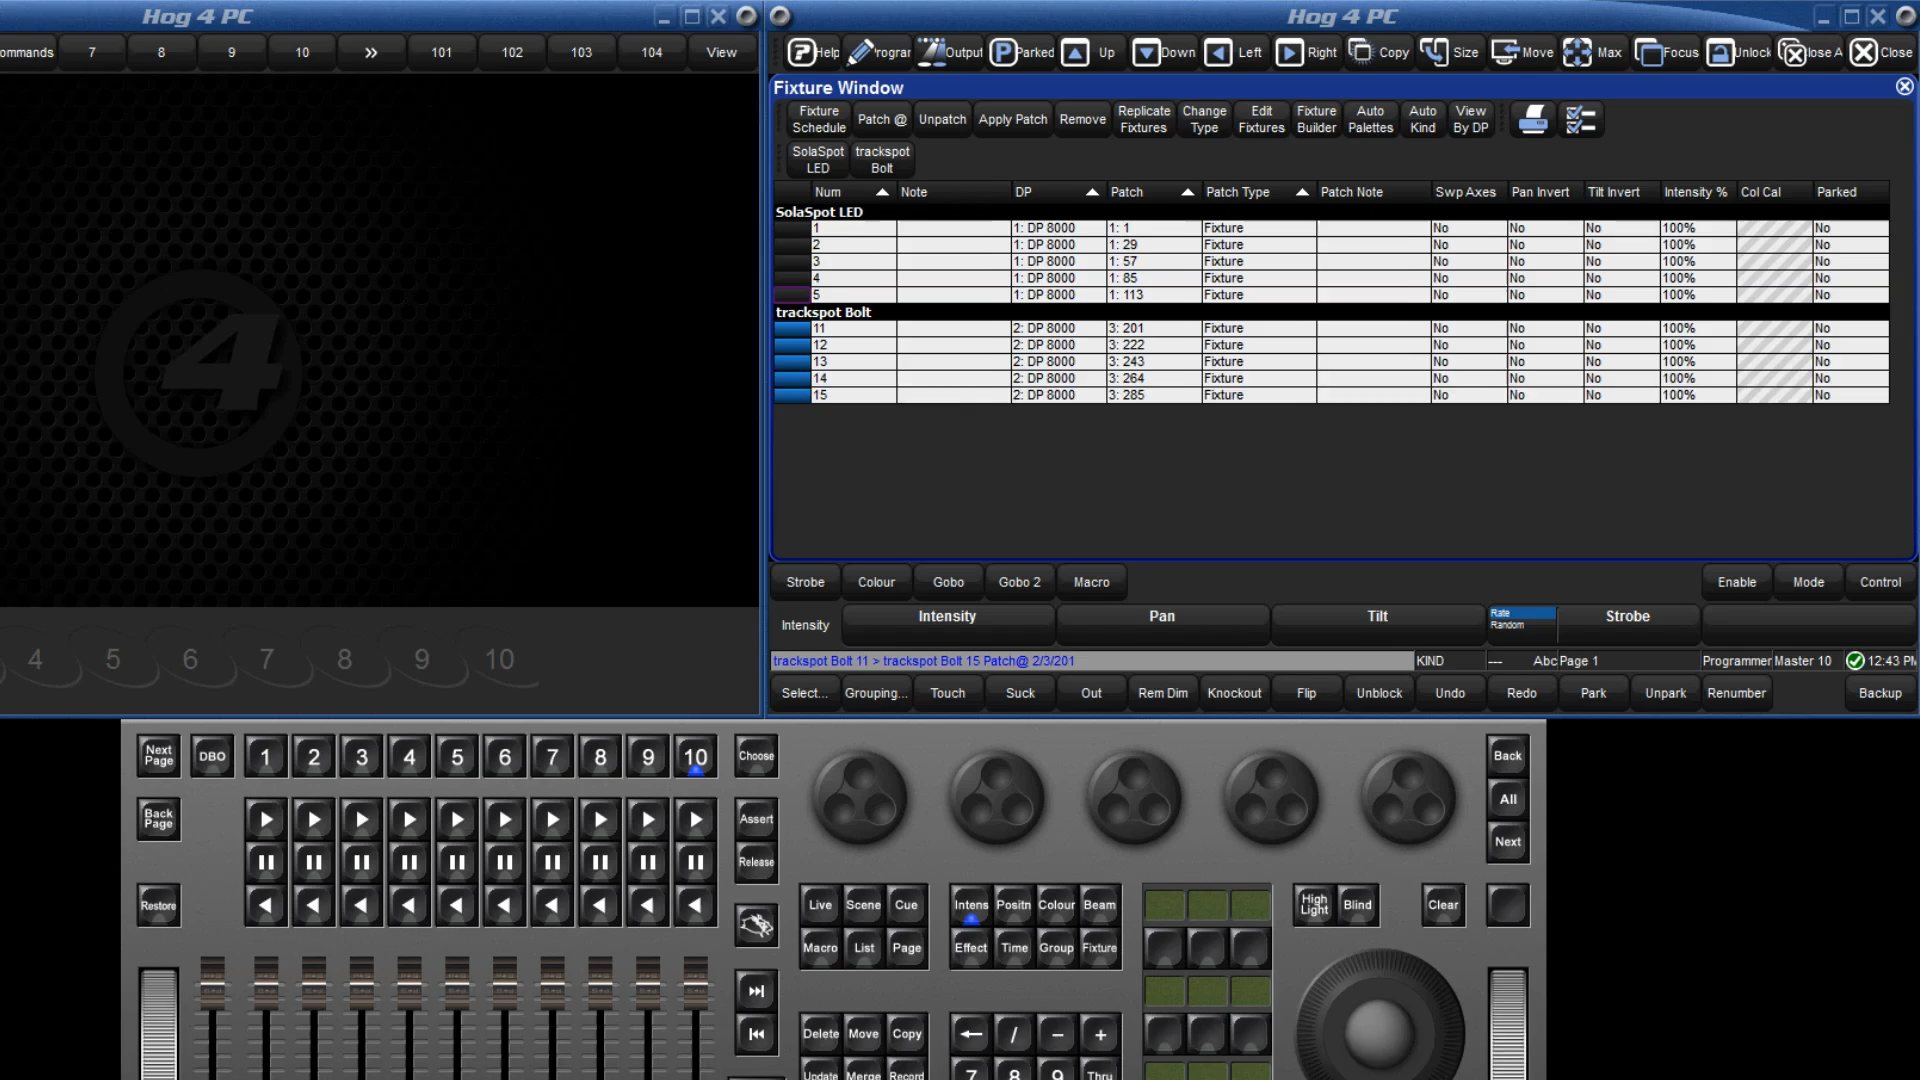 Hog 4 PC
ommands 7 8 9 10 » 101 102 103 104 View
4
4 5 6 7 8 9 10
Hog 4 PC
Help Prograr Output Parked Up Down Left Right Copy Size Move Max Focus Unlock lose A Close
Fixture Window
Fixture Schedule Patch @ Unpatch Apply Patch Remove Replicate Fixtures Change Type Edit Fixtures Fixture Builder Auto Palettes Auto Kind View By DP
SolaSpot LED trackspot Bolt
Num Note DP Patch Patch Type Patch Note Swp Axes Pan Invert Tilt Invert Intensity % Col Cal Parked
SolaSpot LED
1 1: DP 8000 1: 1 Fixture No No No 100% No
2 1: DP 8000 1: 29 Fixture No No No 100% No
3 1: DP 8000 1: 57 Fixture No No No 100% No
4 1: DP 8000 1: 85 Fixture No No No 100% No
5 1: DP 8000 1: 113 Fixture No No No 100% No
trackspot Bolt
11 2: DP 8000 3: 201 Fixture No No No 100% No
12 2: DP 8000 3: 222 Fixture No No No 100% No
13 2: DP 8000 3: 243 Fixture No No No 100% No
14 2: DP 8000 3: 264 Fixture No No No 100% No
15 2: DP 8000 3: 285 Fixture No No No 100% No
Strobe Colour Gobo Gobo 2 Macro Enable Mode Control
Intensity Intensity Pan Tilt Rate Random Strobe
trackspot Bolt 11 > trackspot Bolt 15 Patch@ 2/3/201 KIND ---- Abc Page 1 Programmer Master 10 12:43 PM
Select... Grouping... Touch Suck Out Rem Dim Knockout Flip Unblock Undo Redo Park Unpark Renumber Backup
Next Page DBO 1 2 3 4 5 6 7 8 9 10 Choose Back
Back Page Assert All
Release Next
Restore Live Scene Cue Intens Positn Colour Beam High Light Blind Clear
Macro List Page Effect Time Group Fixture
Delete Move Copy ← / − +
Update Merge Record 7 8 9 Thru